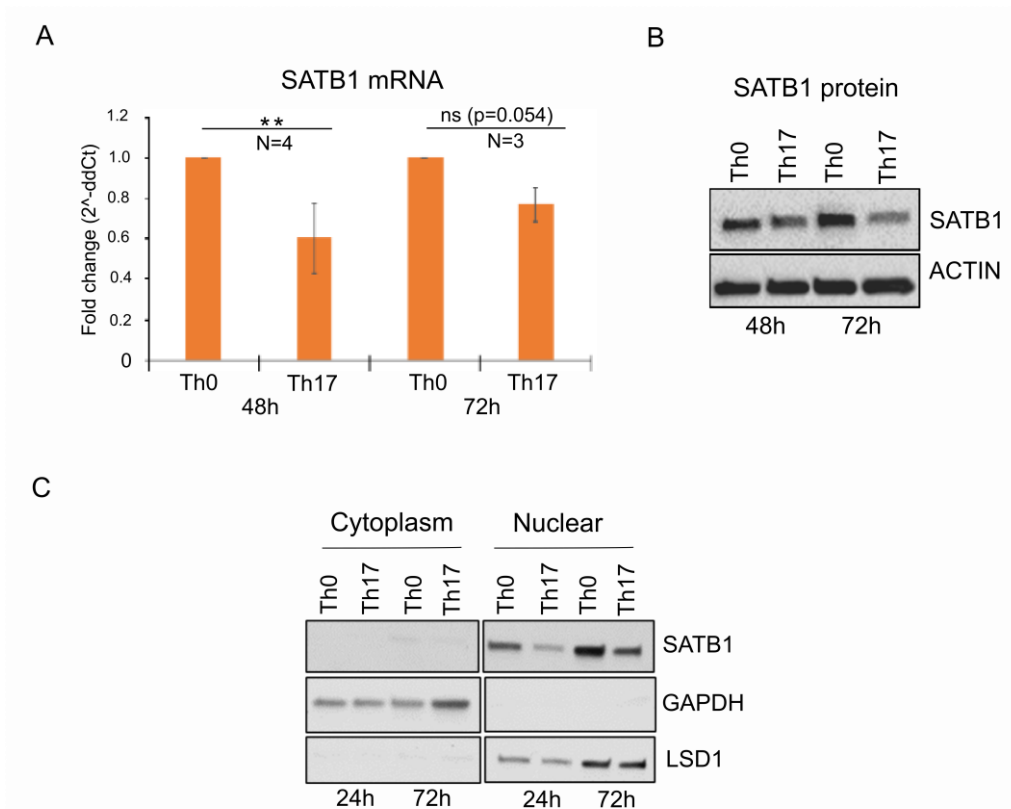 A
SATB1 mRNA
Fold change (2^-ddCt)
1.2
1.0
0.8
0.6
0.4
0.2
0
**
N=4
ns (p=0.054)
N=3
Th0 Th17 Th0 Th17
48h 72h
B
SATB1 protein
Th0 Th17 Th0 Th17
SATB1
ACTIN
48h 72h
C
Cytoplasm Nuclear
Th0 Th17 Th0 Th17 Th0 Th17 Th0 Th17
SATB1
GAPDH
LSD1
24h 72h 24h 72h